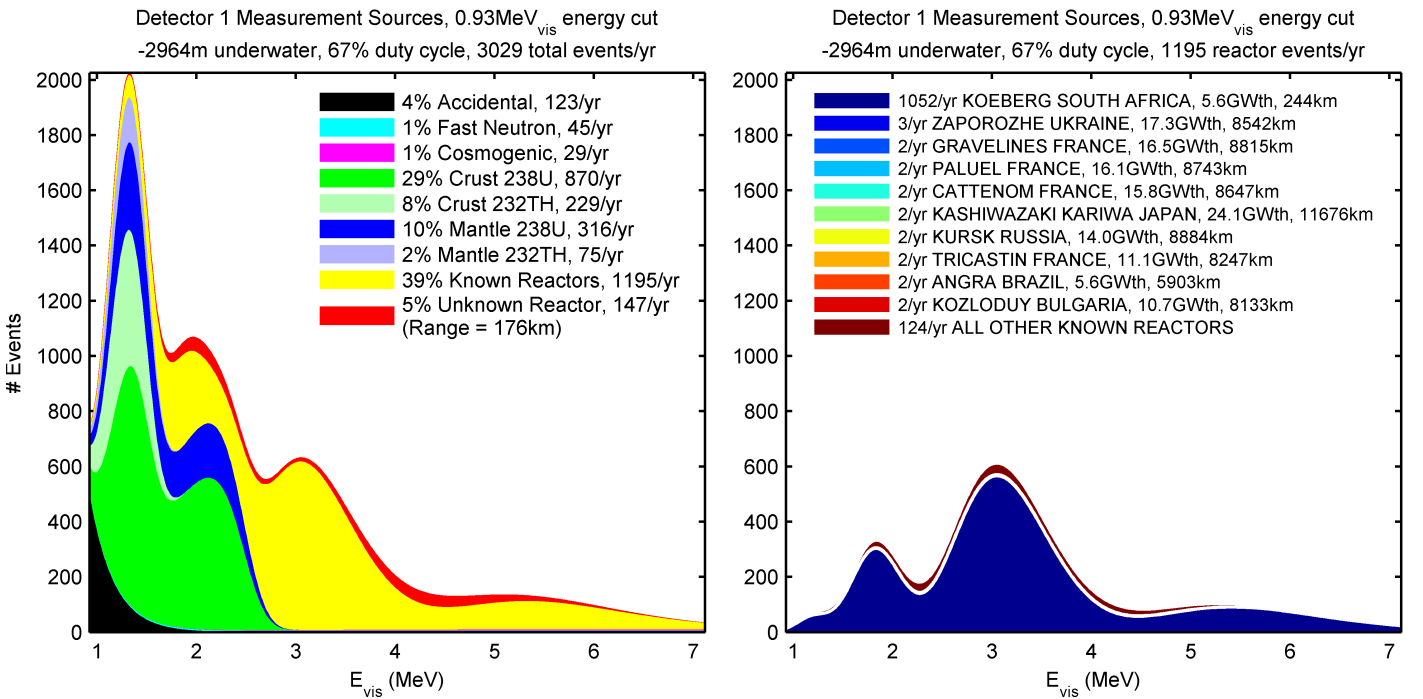 Detector 1 Measurement Sources, 0.93MeVvis energy cut
-2964m underwater, 67% duty cycle, 3029 total events/yr
2000
1800
1600
1400
1200
1000
800
600
400
200
0
# Events
4% Accidental, 123/yr
1% Fast Neutron, 45/yr
1% Cosmogenic, 29/yr
29% Crust 238U, 870/yr
8% Crust 232TH, 229/yr
10% Mantle 238U, 316/yr
2% Mantle 232TH, 75/yr
39% Known Reactors, 1195/yr
5% Unknown Reactor, 147/yr
(Range = 176km)
1 2 3 4 5 6 7
Evis (MeV)
Detector 1 Measurement Sources, 0.93MeVvis energy cut
-2964m underwater, 67% duty cycle, 1195 reactor events/yr
2000
1800
1600
1400
1200
1000
800
600
400
200
0
1052/yr KOEBERG SOUTH AFRICA, 5.6GWth, 244km
3/yr ZAPOROZHE UKRAINE, 17.3GWth, 8542km
2/yr GRAVELINES FRANCE, 16.5GWth, 8815km
2/yr PALUEL FRANCE, 16.1GWth, 8743km
2/yr CATTENOM FRANCE, 15.8GWth, 8647km
2/yr KASHIWAZAKI KARIWA JAPAN, 24.1GWth, 11676km
2/yr KURSK RUSSIA, 14.0GWth, 8884km
2/yr TRICASTIN FRANCE, 11.1GWth, 8247km
2/yr ANGRA BRAZIL, 5.6GWth, 5903km
2/yr KOZLODUY BULGARIA, 10.7GWth, 8133km
124/yr ALL OTHER KNOWN REACTORS
1 2 3 4 5 6 7
Evis (MeV)